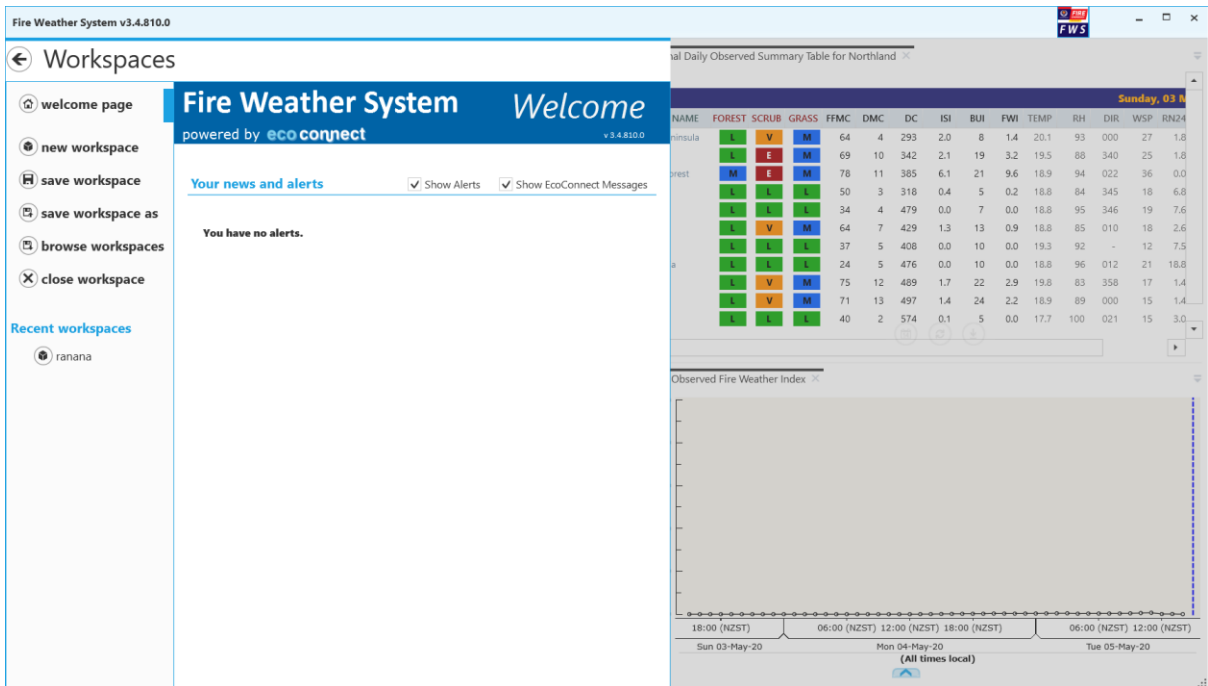 Fire Weather System v3.4.810.0
FIRE
FWS
Workspaces
welcome page
new workspace
save workspace
save workspace as
browse workspaces
close workspace
Recent workspaces
ranana
Fire Weather System
Welcome
powered by ecoconnect
v 3.4.810.0
Your news and alerts
Show Alerts
Show EcoConnect Messages
You have no alerts.
nal Daily Observed Summary Table for Northland
Sunday, 03 M
NAME FOREST SCRUB GRASS FFMC DMC DC ISI BUI FWI TEMP RH DIR WSP RN24
ninsula L V M 64 4 293 2.0 8 1.4 20.1 93 000 27 1.8
L E M 69 10 342 2.1 19 3.2 19.5 88 340 25 1.8
orest M E M 78 11 385 6.1 21 9.6 18.9 94 022 36 0.0
L L L 50 3 318 0.4 5 0.2 18.8 84 345 18 6.8
L L L 34 4 479 0.0 7 0.0 18.8 95 346 19 7.6
L V M 64 7 429 1.3 13 0.9 18.8 85 010 18 2.6
L L L 37 5 408 0.0 10 0.0 19.3 92 - 12 7.5
a L L L 24 5 476 0.0 10 0.0 18.8 96 012 21 18.8
L V M 75 12 489 1.7 22 2.9 19.8 83 358 17 1.4
L V M 71 13 497 1.4 24 2.2 18.9 89 000 15 1.4
L L L 40 2 574 0.1 5 0.0 17.7 100 021 15 3.0
Observed Fire Weather Index
18:00 (NZST) 06:00 (NZST) 12:00 (NZST) 18:00 (NZST) 06:00 (NZST) 12:00 (NZST)
Sun 03-May-20 Mon 04-May-20 Tue 05-May-20
(All times local)